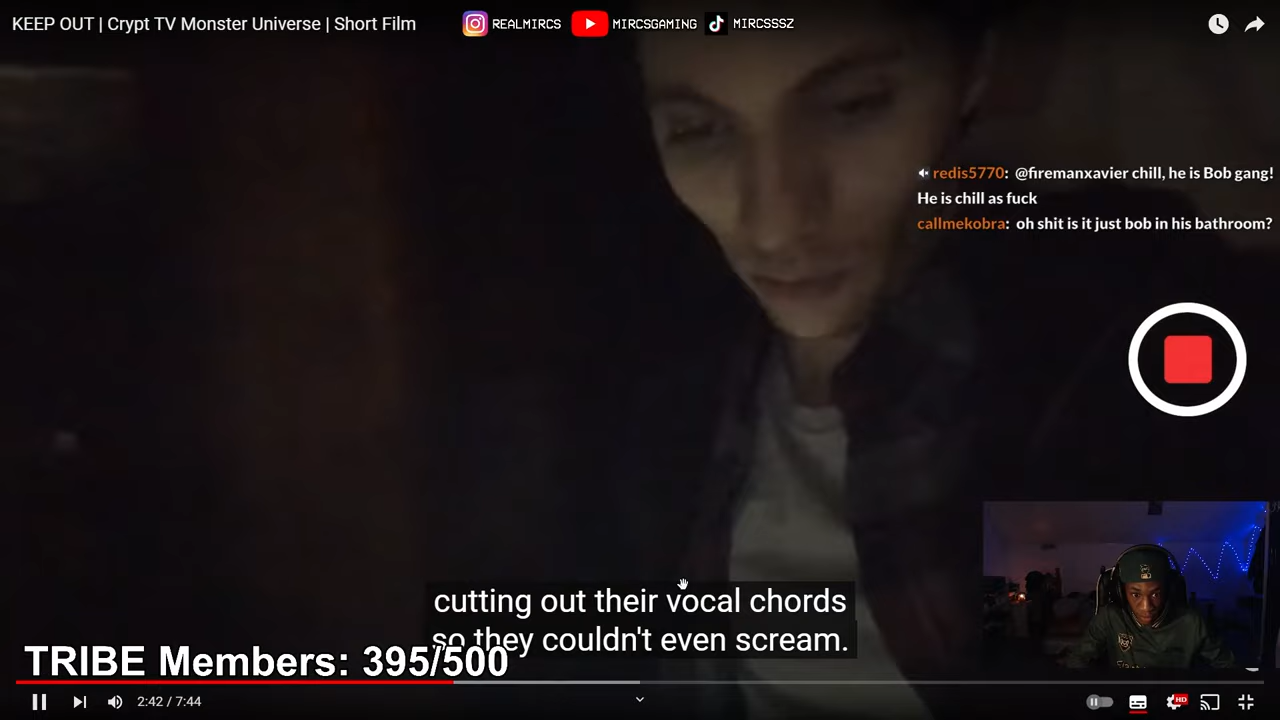 KEEP OUT | Crypt TV Monster Universe | Short Film
REALMIRCS
MIRCSGAMING
MIRCSSSZ
redis5770: @firemanxavier chill, he is Bob gang!
He is chill as fuck
callmekobra: oh shit is it just bob in his bathroom?
cutting out their vocal chords
so they couldn't even scream.
TRIBE Members: 395/500
2:42 / 7:44
HD